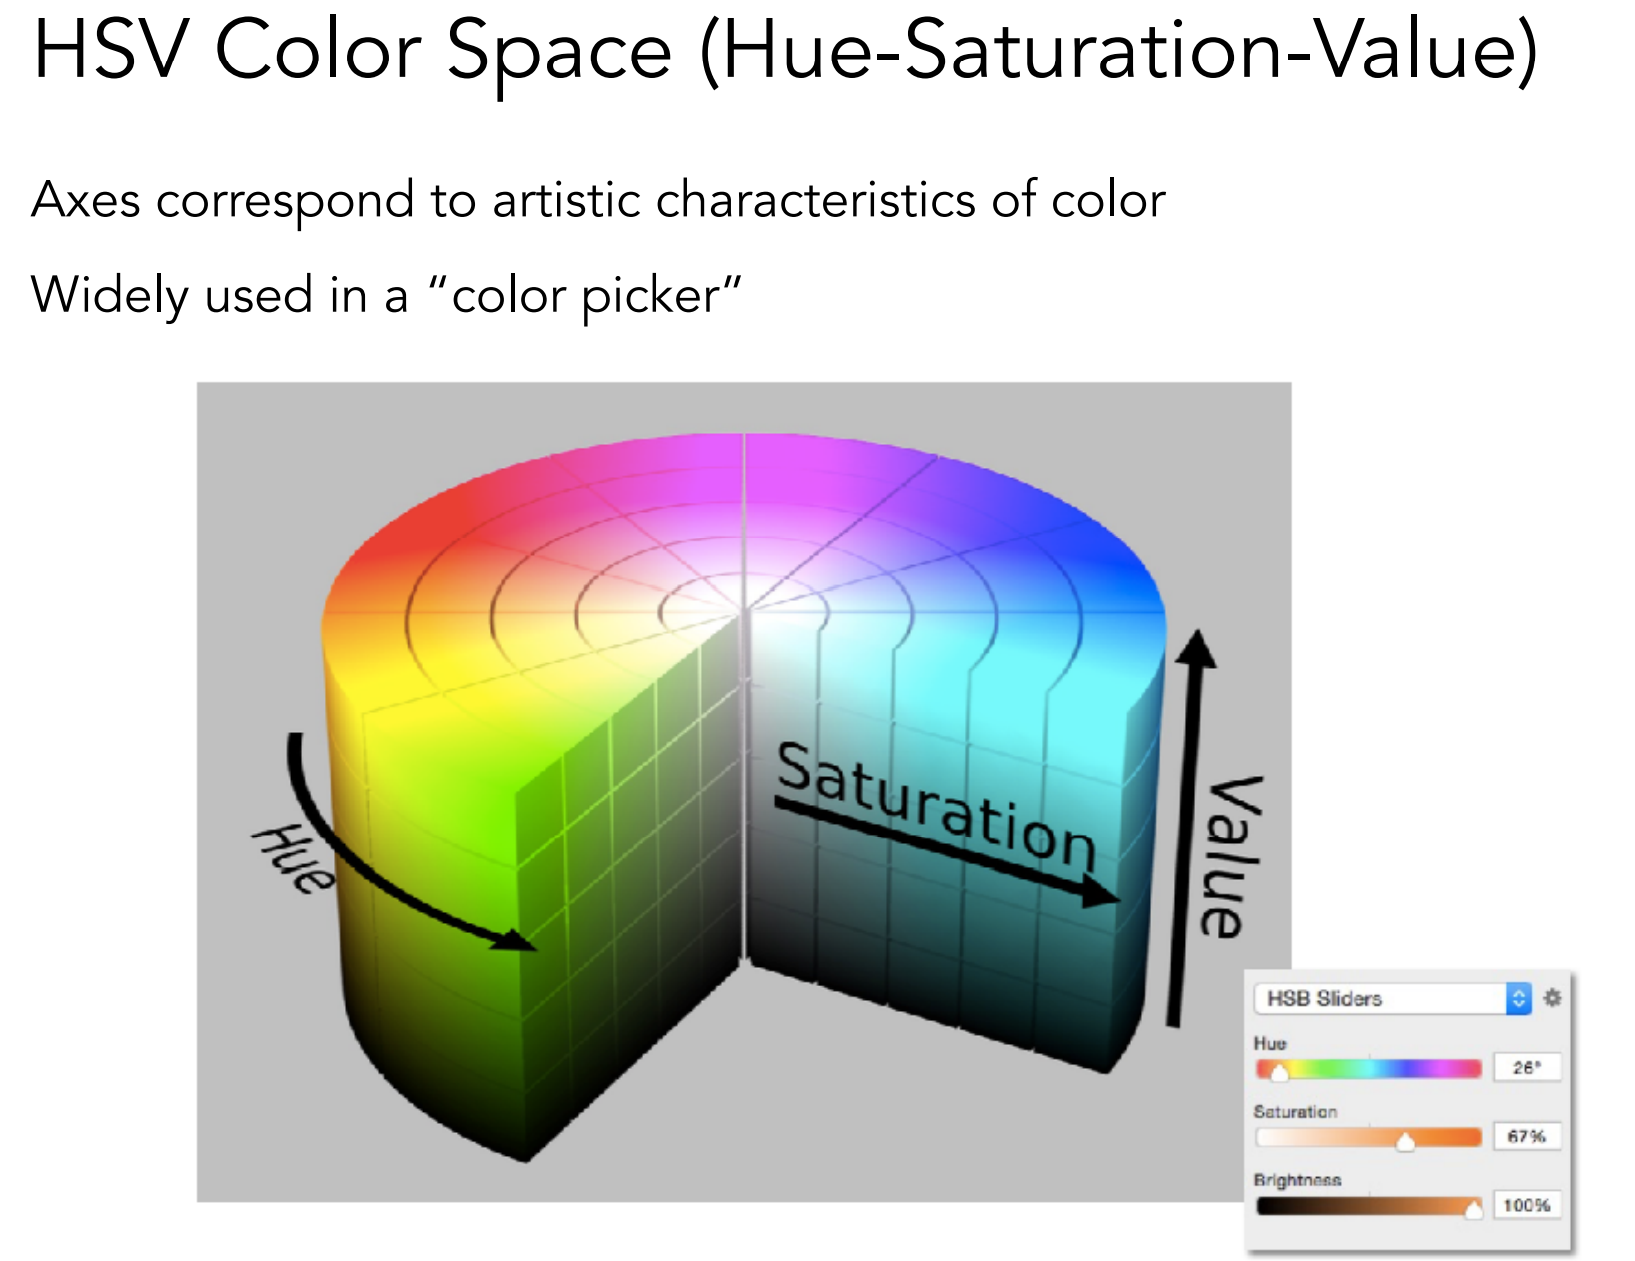 HSV Color Space (Hue-Saturation-Value)
Axes correspond to artistic characteristics of color
Widely used in a “color picker”
Hue
Saturation
Value
HSB Sliders
Hue
26°
Saturation
67%
Brightness
100%